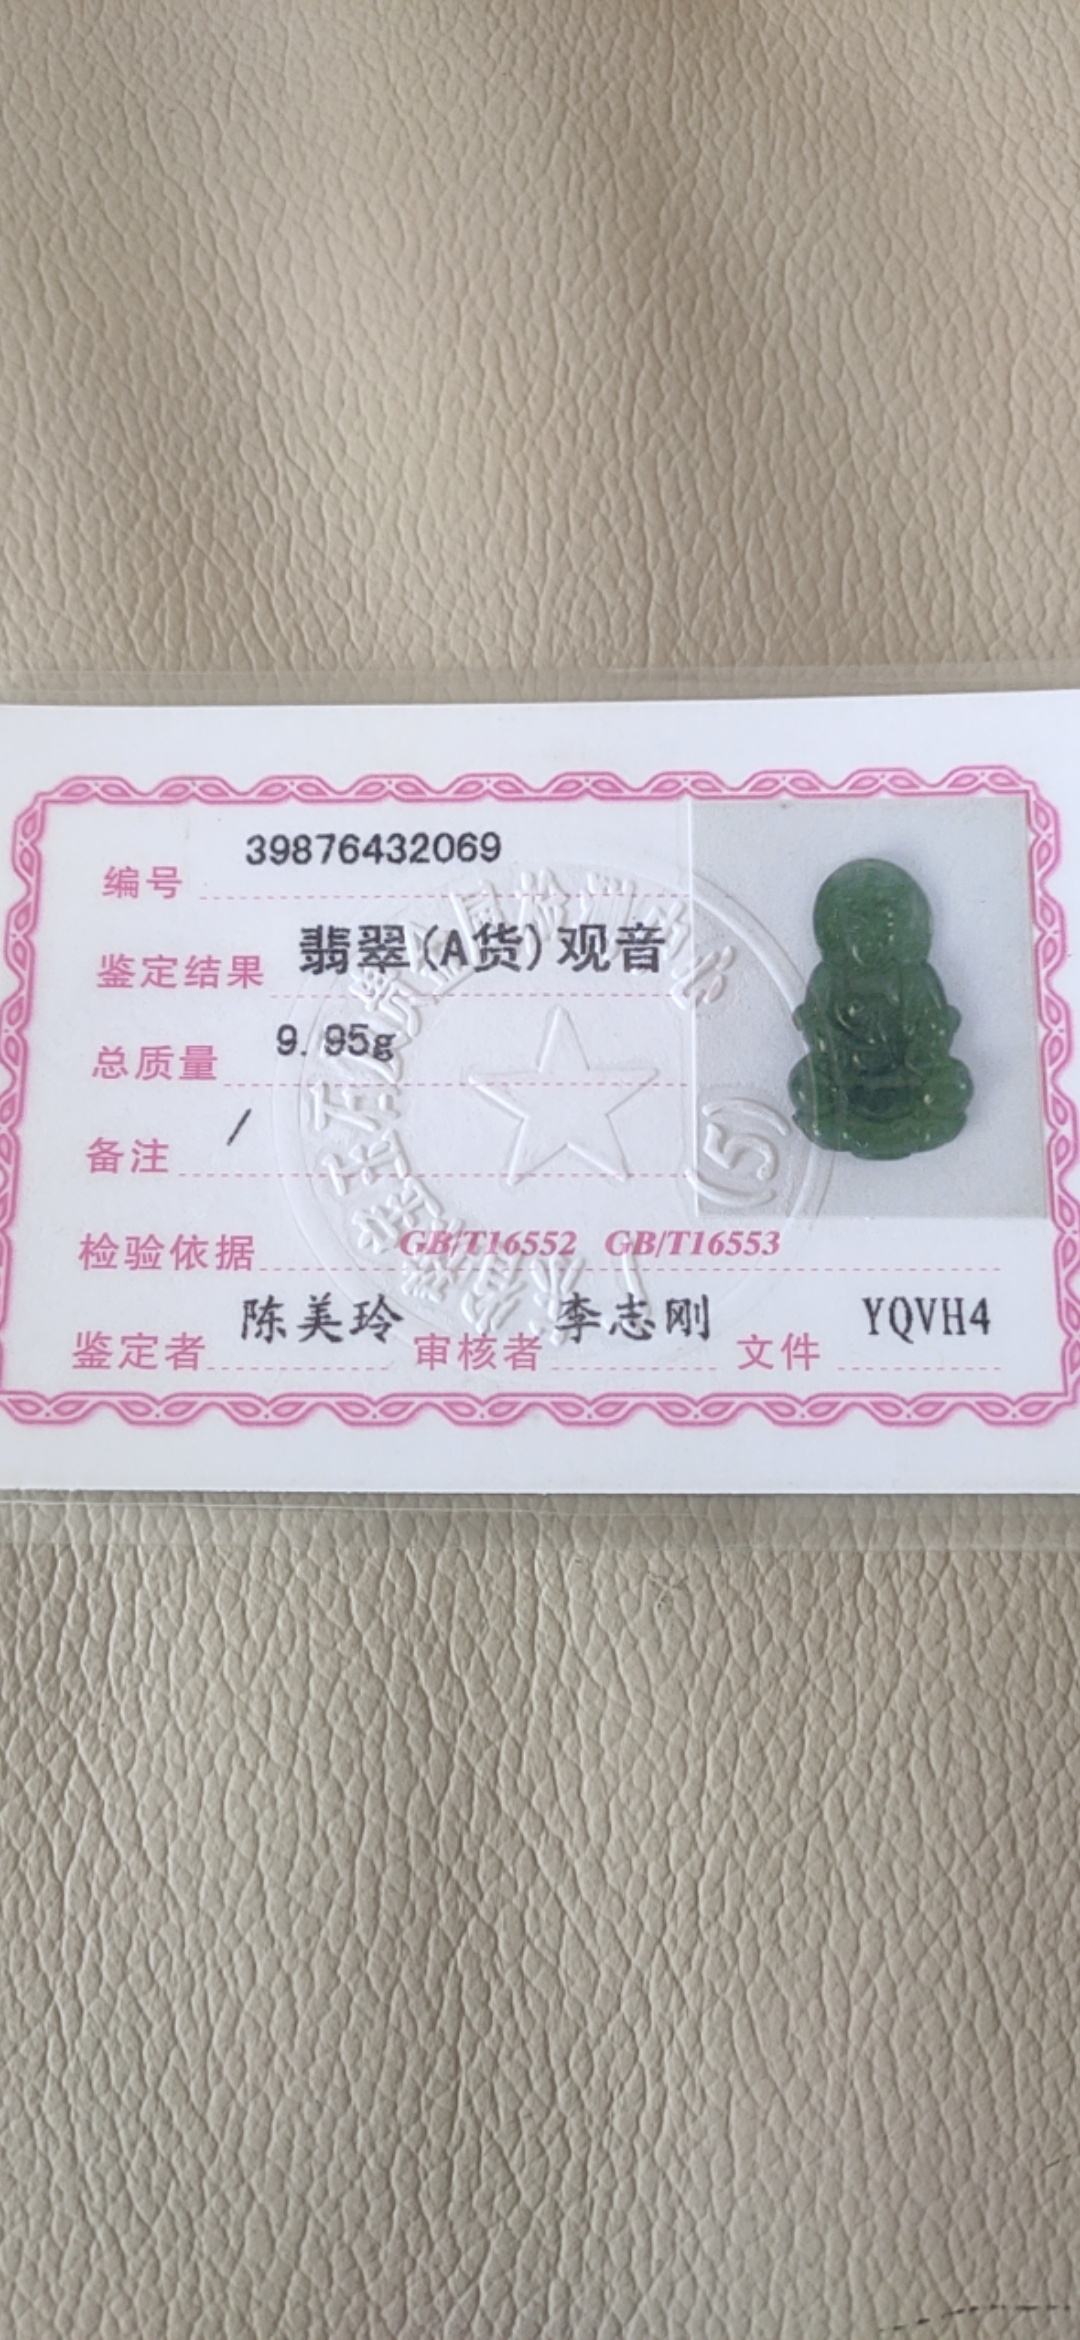 编号 39876432069
鉴定结果 翡翠(A货)观音
总质量 9.95g
备注 /
检验依据 GB/T16552 GB/T16553
鉴定者 陈美玲 审核者 李志刚 文件 YQVH4
(5)